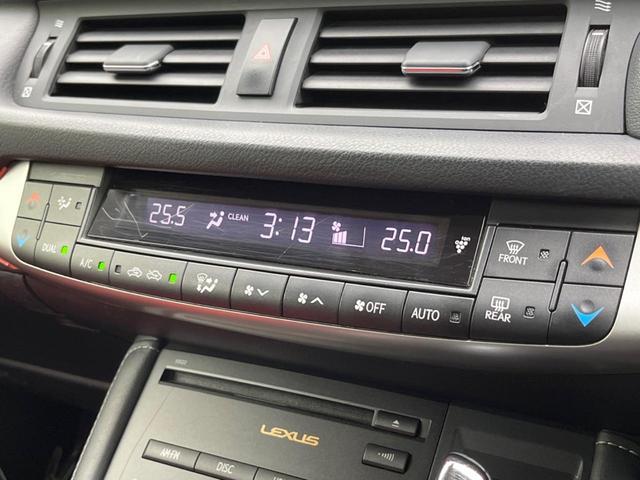 25.5 CLEAN 3:13 25.0
DUAL
A/C
OFF
AUTO
FRONT
REAR
LEXUS
AM·FM
DISC